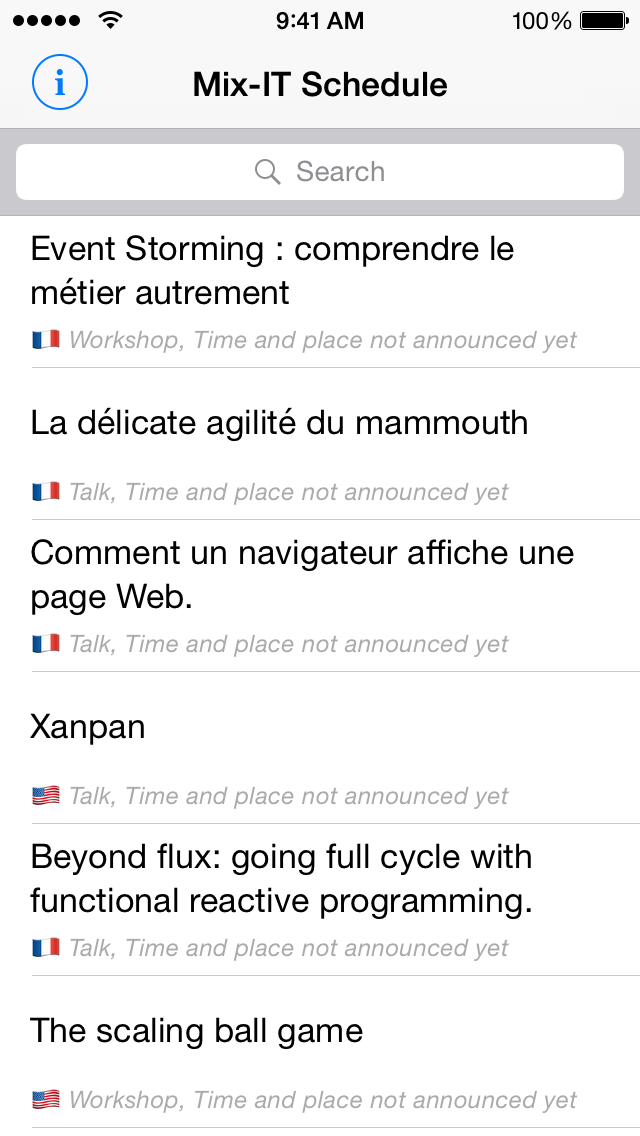 9:41 AM
100%
i
Mix-IT Schedule
Search
Event Storming : comprendre le
métier autrement
Workshop, Time and place not announced yet
La délicate agilité du mammouth
Talk, Time and place not announced yet
Comment un navigateur affiche une
page Web.
Talk, Time and place not announced yet
Xanpan
Talk, Time and place not announced yet
Beyond flux: going full cycle with
functional reactive programming.
Talk, Time and place not announced yet
The scaling ball game
Workshop, Time and place not announced yet